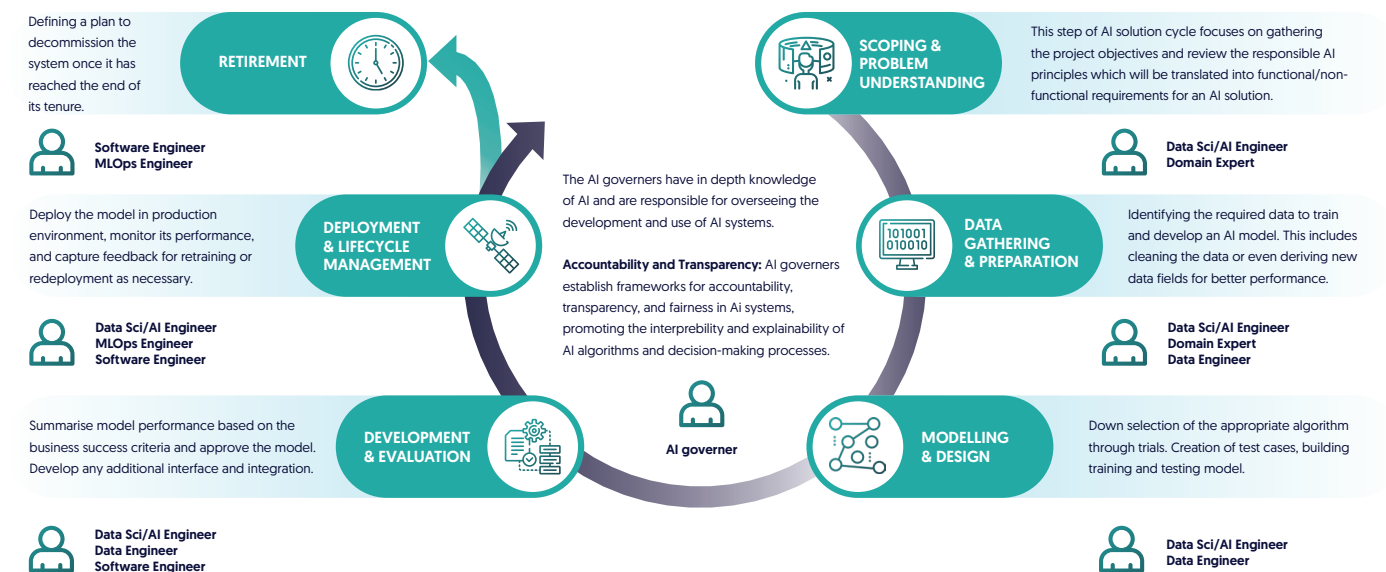 Defining a plan to
decommission the
system once it has
reached the end of
its tenure.
RETIREMENT
Software Engineer
MLOps Engineer
SCOPING &
PROBLEM
UNDERSTANDING
This step of AI solution cycle focuses on gathering
the project objectives and review the responsible AI
principles which will be translated into functional/non-
functional requirements for an AI solution.
Data Sci/AI Engineer
Domain Expert
Deploy the model in production
environment, monitor its performance,
and capture feedback for retraining or
redeployment as necessary.
DEPLOYMENT
& LIFECYCLE
MANAGEMENT
Data Sci/AI Engineer
MLOps Engineer
Software Engineer
The AI governers have in depth knowledge
of AI and are responsible for overseeing the
development and use of AI systems.
Accountability and Transparency: AI governers
establish frameworks for accountability,
transparency, and fairness in Ai systems,
promoting the interprebility and explainability of
AI algorithms and decision-making processes.
AI governer
101001
010010
DATA
GATHERING
& PREPARATION
Identifying the required data to train
and develop an AI model. This includes
cleaning the data or even deriving new
data fields for better performance.
Data Sci/AI Engineer
Domain Expert
Data Engineer
Summarise model performance based on the
business success criteria and approve the model.
Develop any additional interface and integration.
DEVELOPMENT
& EVALUATION
Data Sci/AI Engineer
Data Engineer
Software Engineer
MODELLING
& DESIGN
Down selection of the appropriate algorithm
through trials. Creation of test cases, building
training and testing model.
Data Sci/AI Engineer
Data Engineer